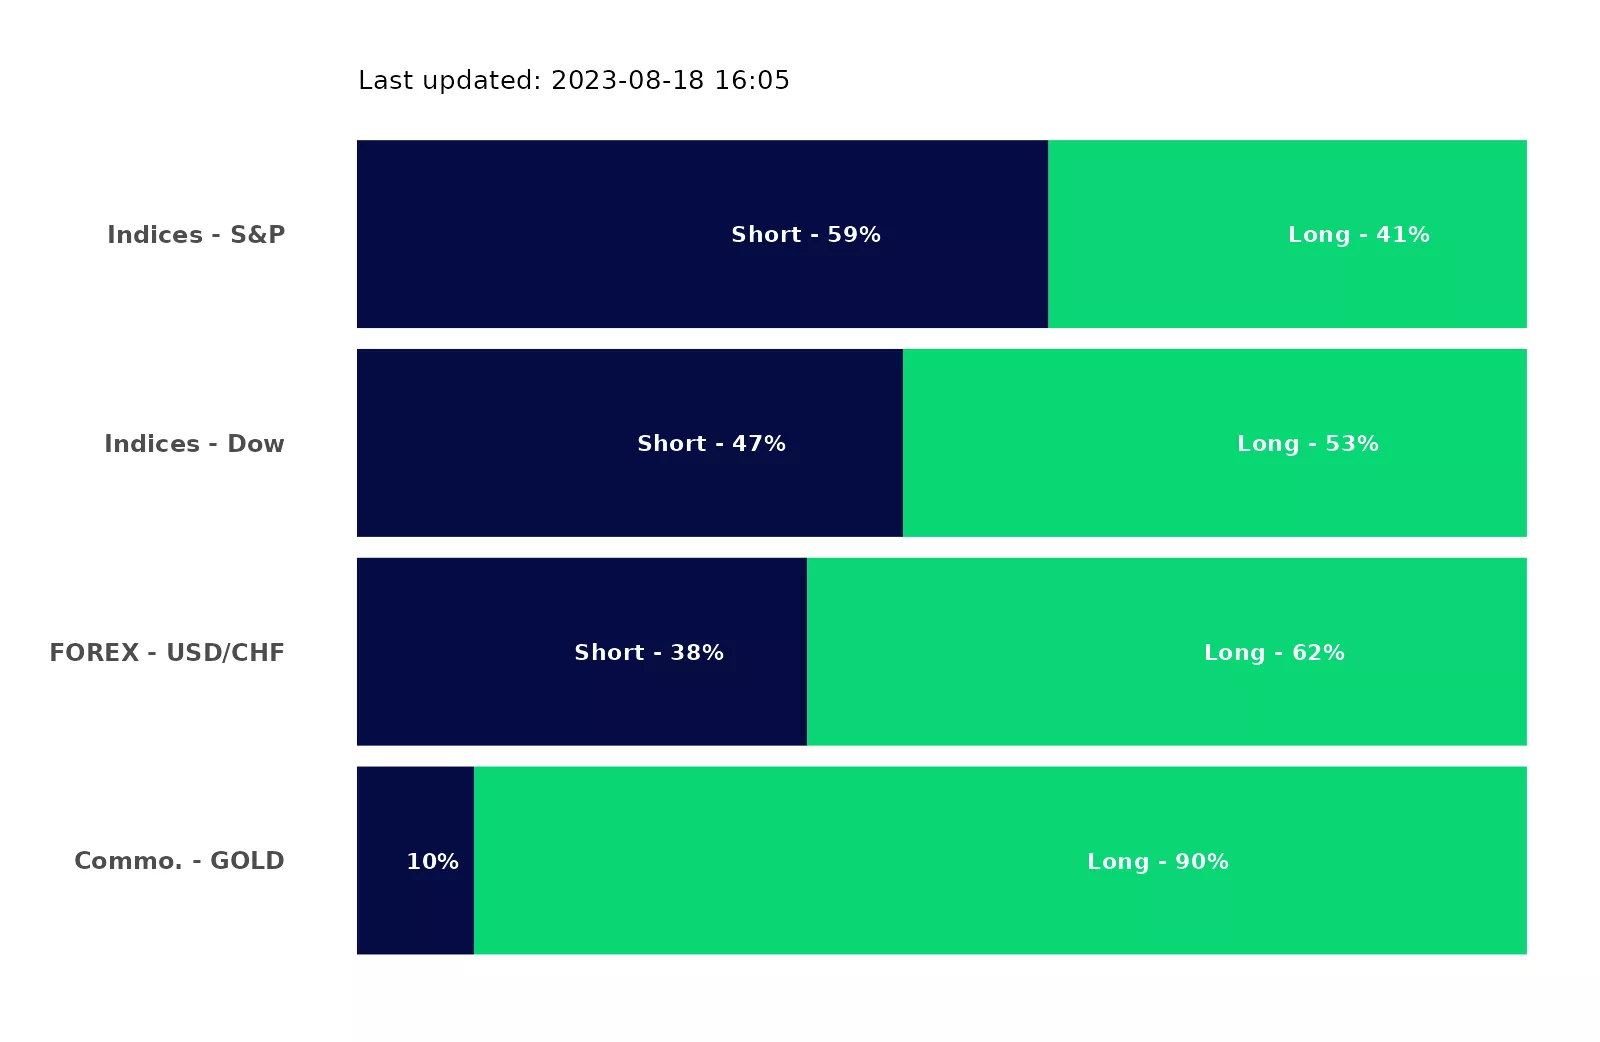 Last updated: 2023-08-18 16:05
Indices - S&P
Short - 59%
Long - 41%
Indices - Dow
Short - 47%
Long - 53%
FOREX - USD/CHF
Short - 38%
Long - 62%
Commo. - GOLD
10%
Long - 90%